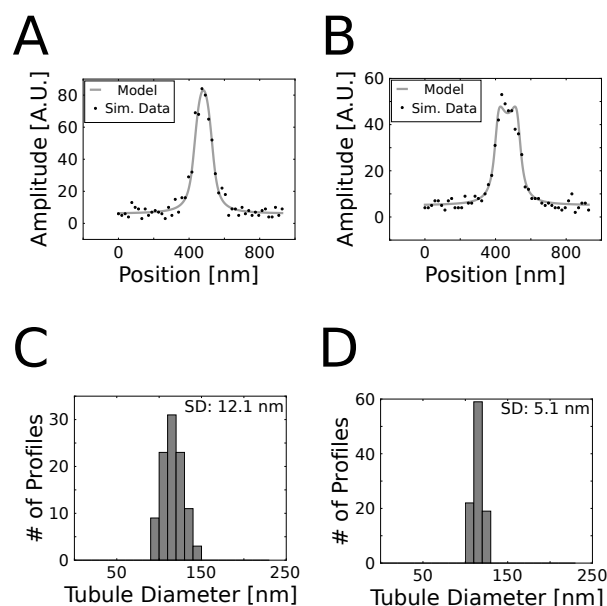 A
80
60
40
20
0
Amplitude [A.U.]
Model
Sim. Data
0
400
800
Position [nm]
B
60
40
20
0
Amplitude [A.U.]
Model
Sim. Data
0
400
800
Position [nm]
C
SD: 12.1 nm
30
20
10
0
# of Profiles
50
150
250
Tubule Diameter [nm]
D
SD: 5.1 nm
60
40
20
0
# of Profiles
50
150
250
Tubule Diameter [nm]